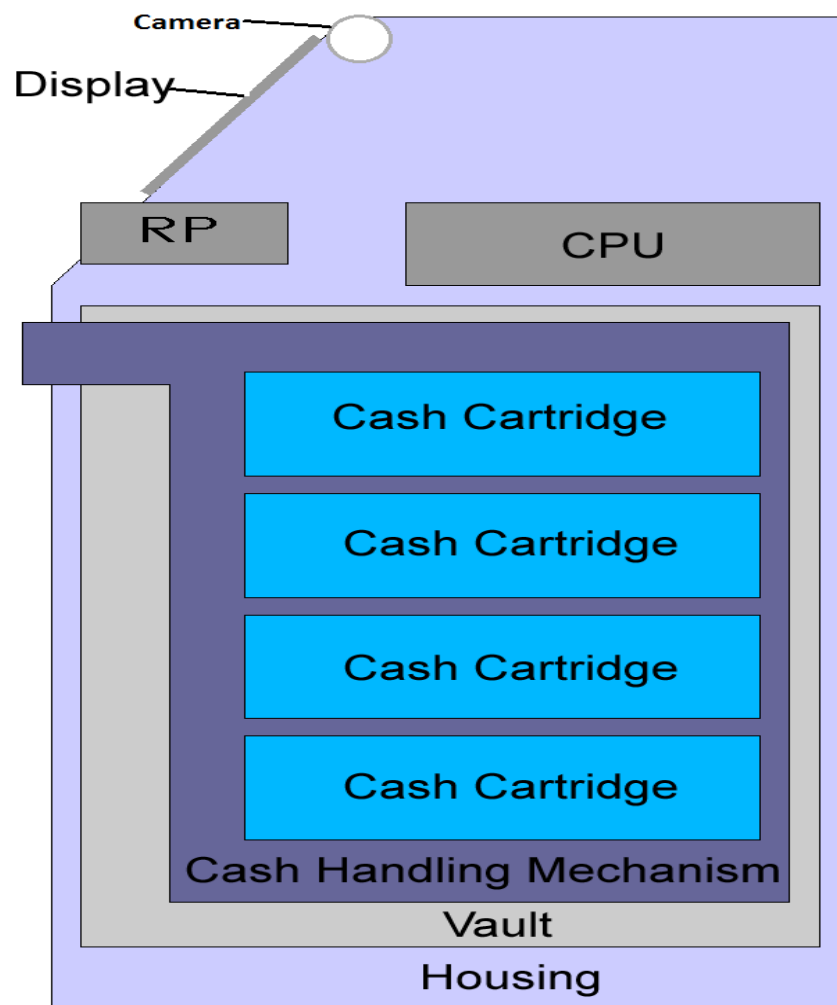 Camera
Display
RP
CPU
Cash Cartridge
Cash Cartridge
Cash Cartridge
Cash Cartridge
Cash Handling Mechanism
Vault
Housing